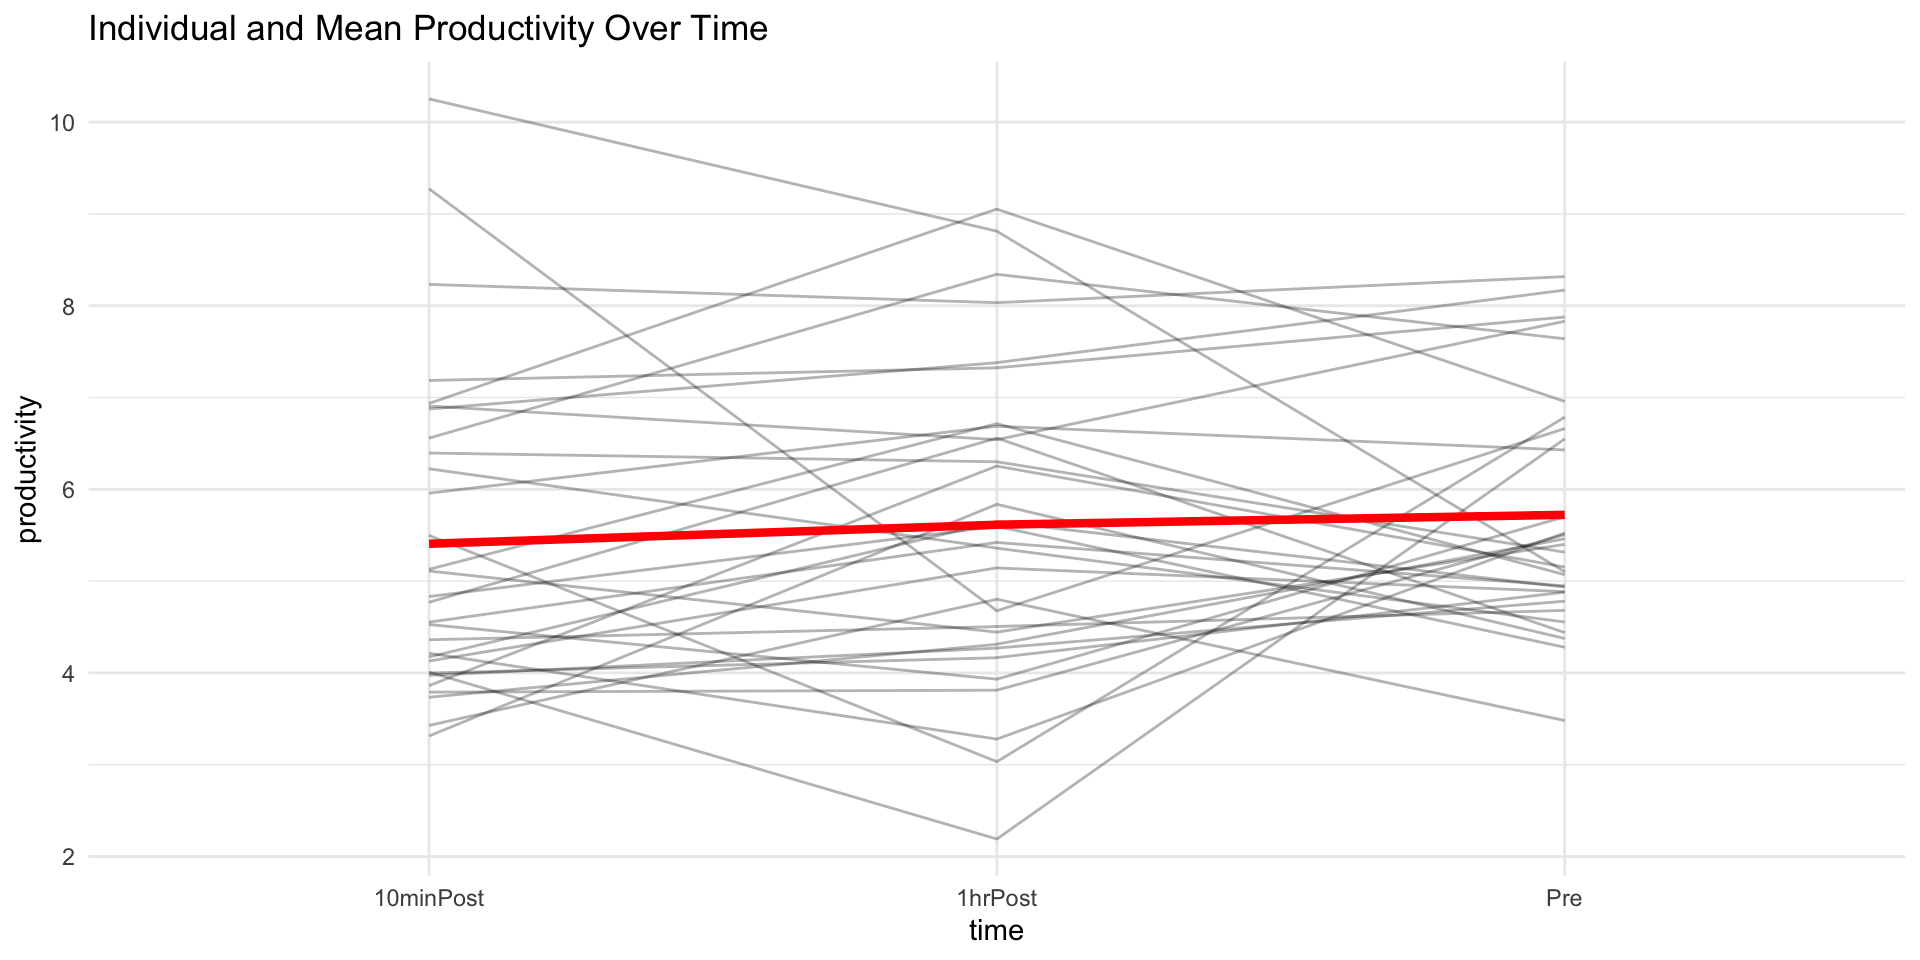 Individual and Mean Productivity Over Time
10
8
6
4
2
productivity
10minPost
1hrPost
Pre
time